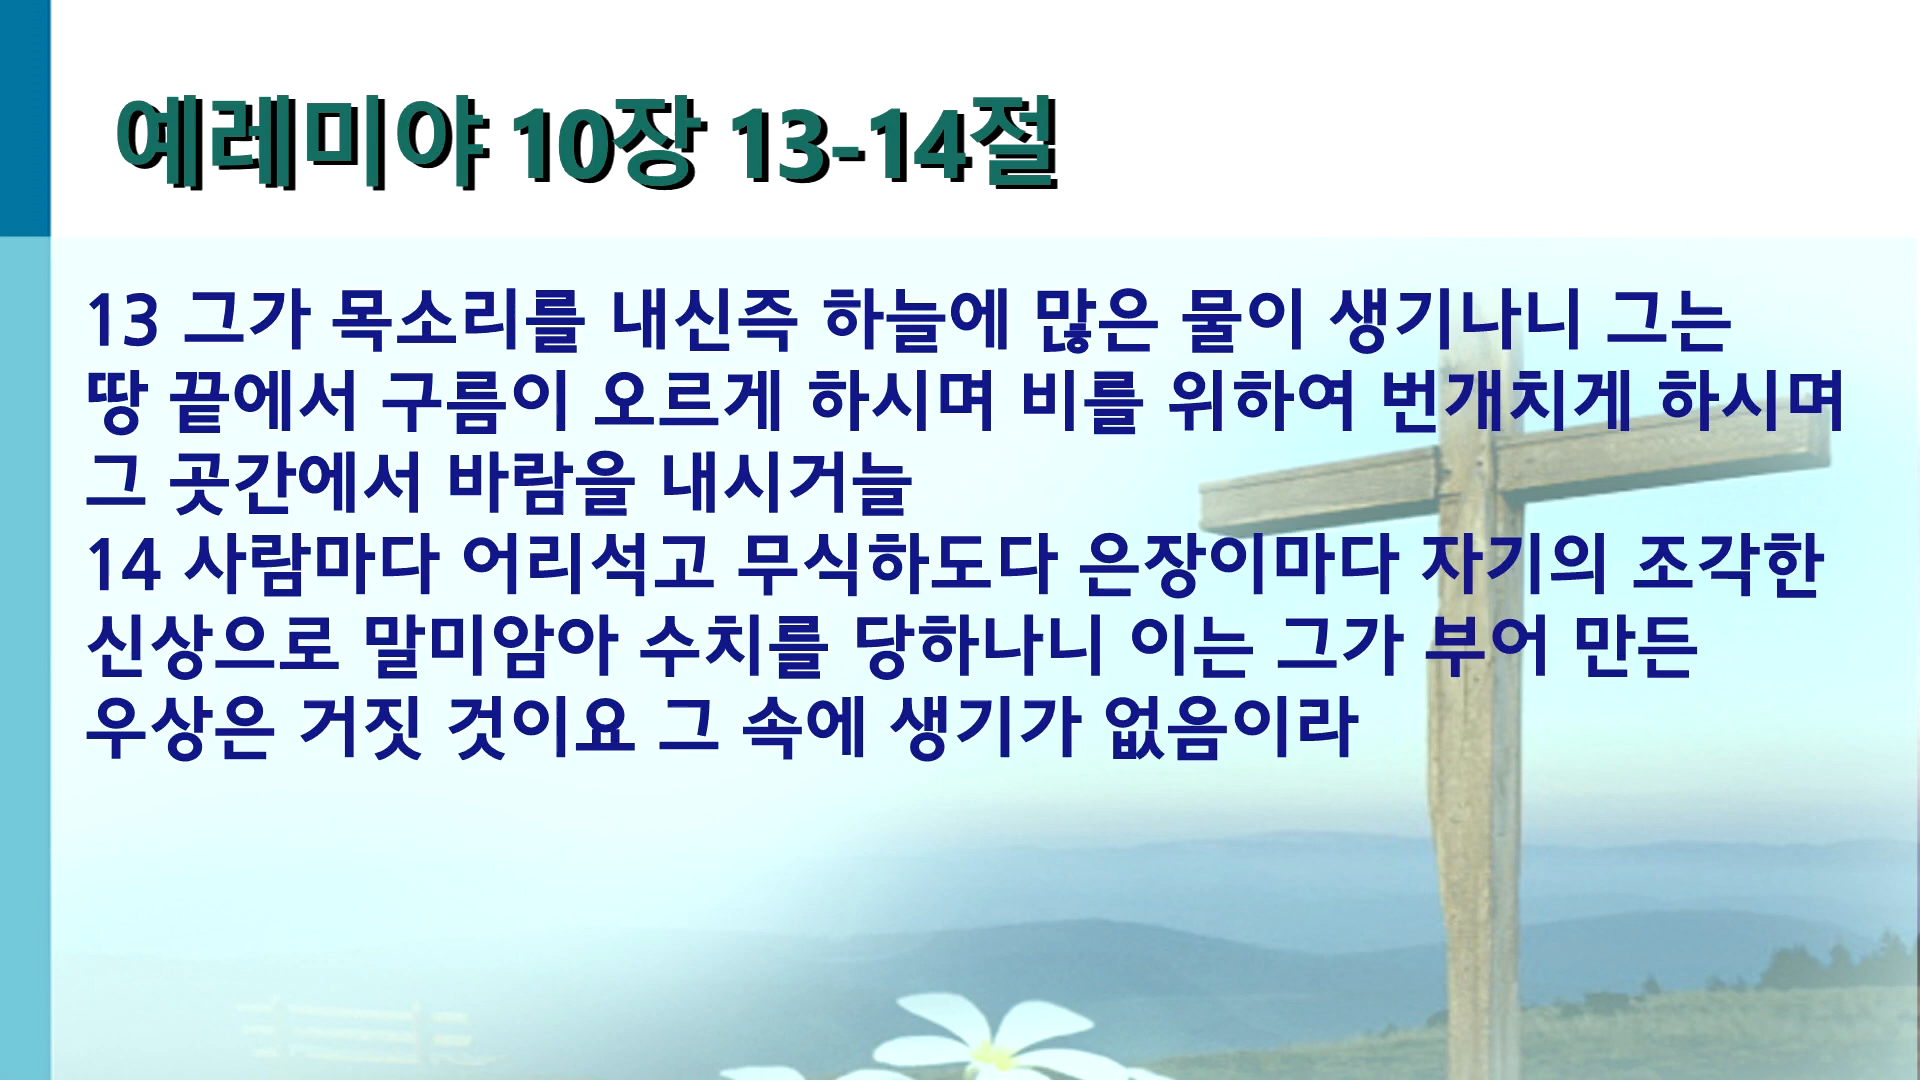 예레미야 10장 13-14절
13 그가 목소리를 내신즉 하늘에 많은 물이 생기나니 그는
땅 끝에서 구름이 오르게 하시며 비를 위하여 번개치게 하시며
그 곳간에서 바람을 내시거늘
14 사람마다 어리석고 무식하도다 은장이마다 자기의 조각한
신상으로 말미암아 수치를 당하나니 이는 그가 부어 만든
우상은 거짓 것이요 그 속에 생기가 없음이라